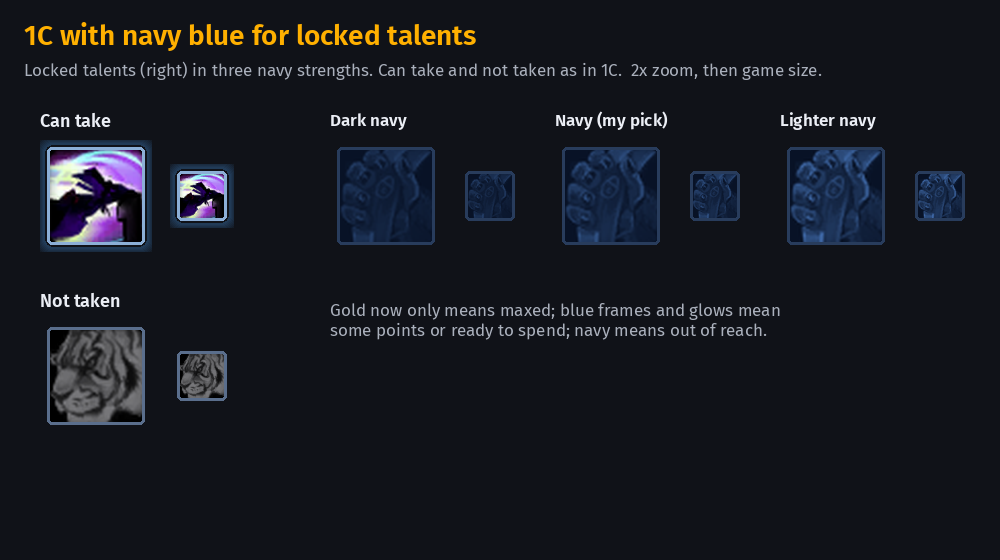 1C with navy blue for locked talents
Locked talents (right) in three navy strengths. Can take and not taken as in 1C.  2x zoom, then game size.
Can take
Dark navy
Navy (my pick)
Lighter navy
Not taken
Gold now only means maxed; blue frames and glows mean
some points or ready to spend; navy means out of reach.